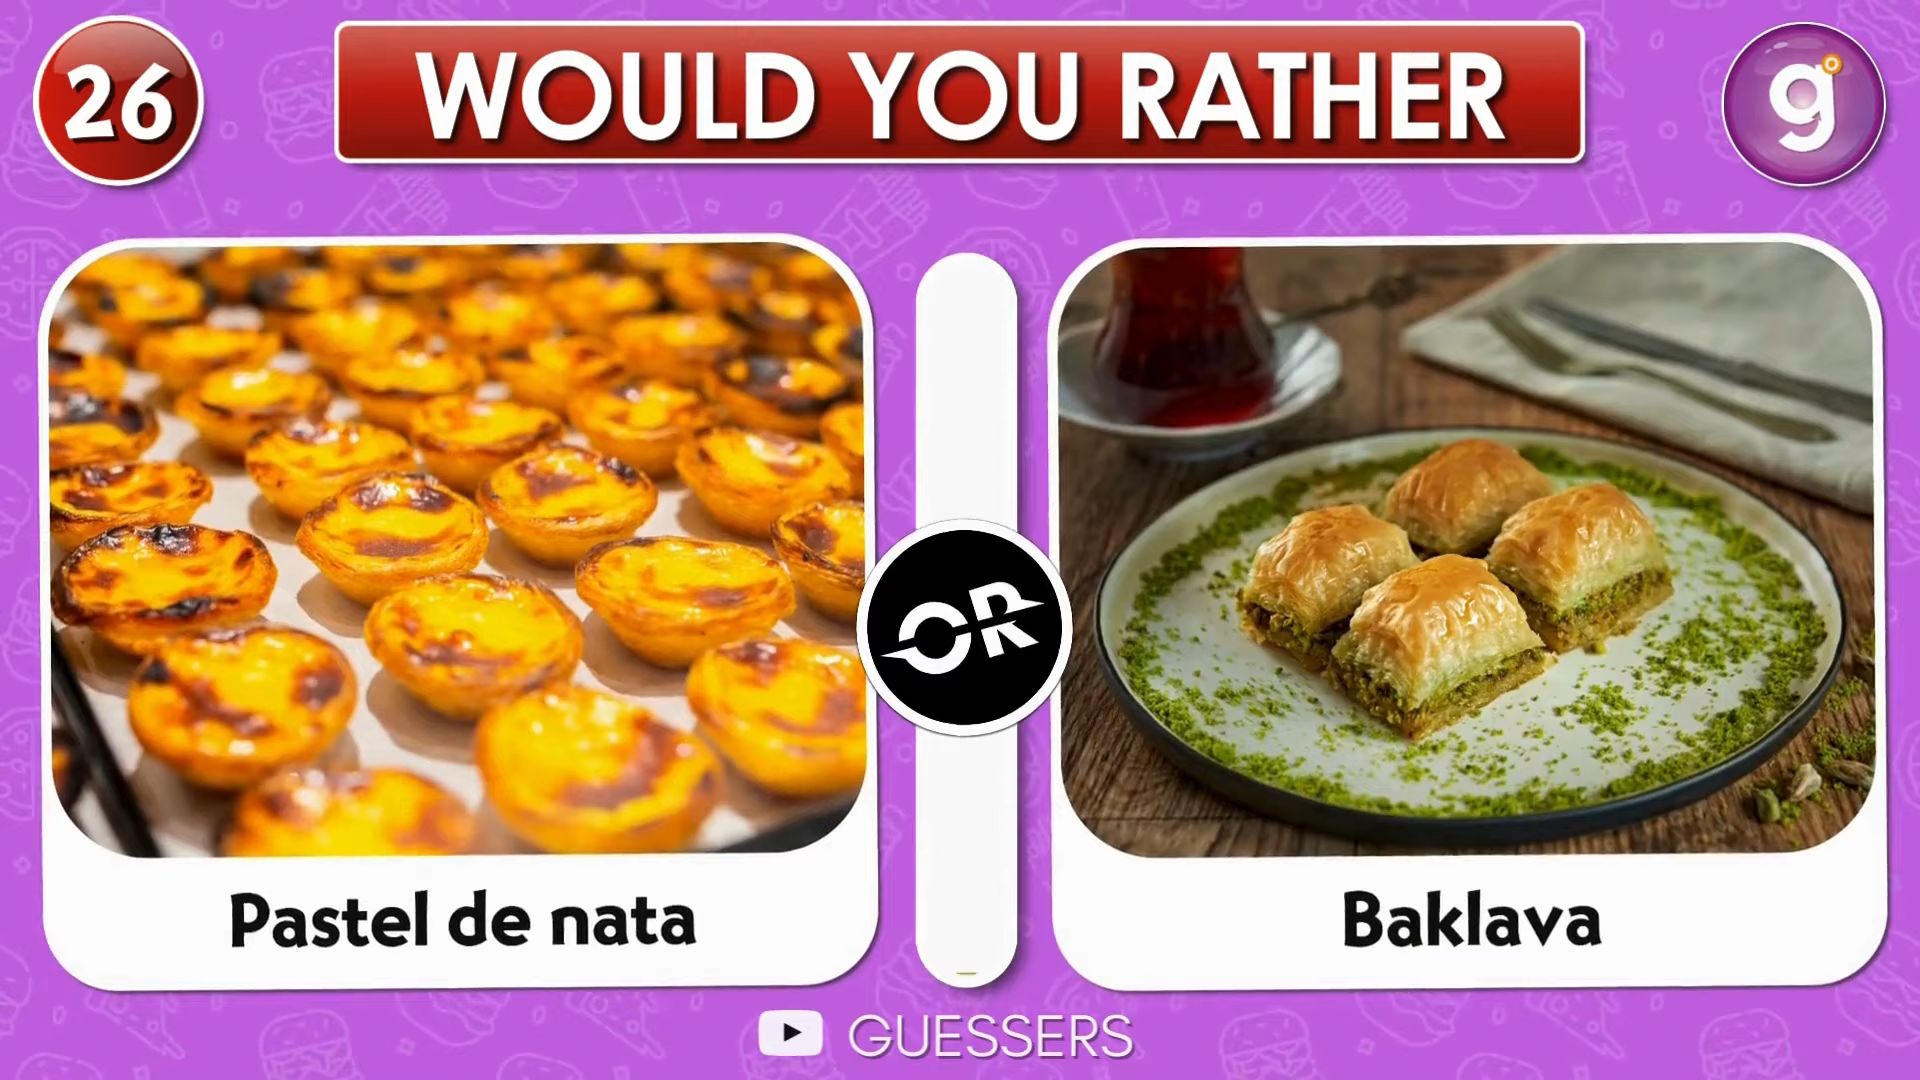 26
WOULD YOU RATHER
g
OR
Pastel de nata
Baklava
GUESSERS